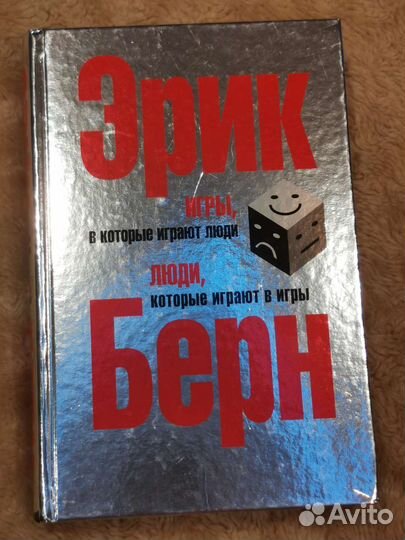 Эрик
ИГРЫ,
в которые играют люди
ЛЮДИ,
которые играют в игры
Берн
Avito